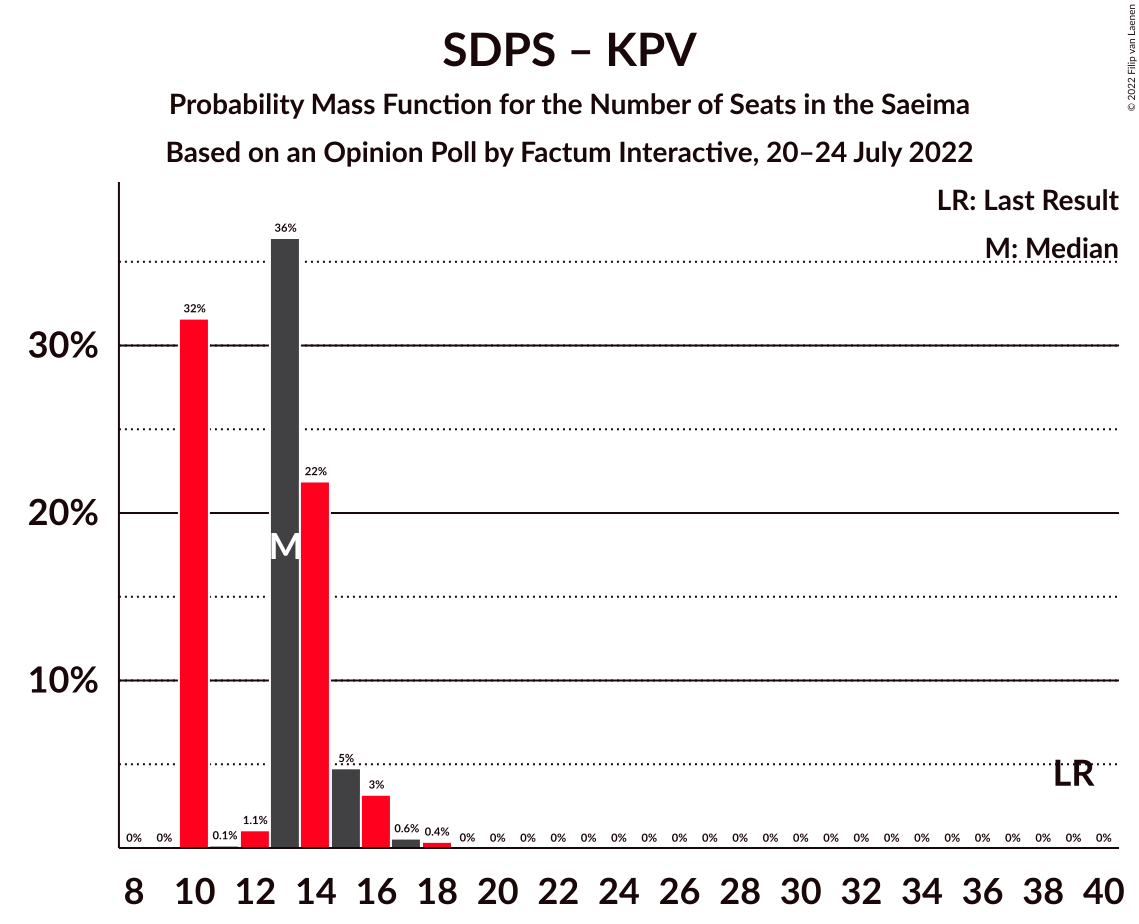 SDPS – KPV
Probability Mass Function for the Number of Seats in the Saeima
Based on an Opinion Poll by Factum Interactive, 20–24 July 2022
© 2022 Filip van Laenen
LR: Last Result
M: Median
36%
32%
30%
22%
20%
M
10%
5%
LR
3%
1.1%
0.6%
0.4%
0.1%
0% 0% 0% 0% 0% 0% 0% 0% 0% 0% 0% 0% 0% 0% 0% 0% 0% 0% 0% 0% 0% 0% 0% 0%
8 10 12 14 16 18 20 22 24 26 28 30 32 34 36 38 40